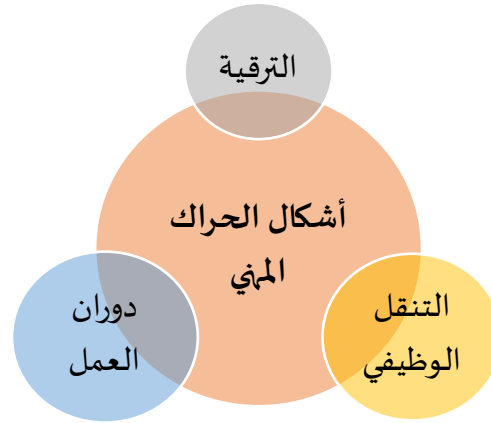 الترقية
أشكال الحراك
المهني
التنقل
الوظيفي
دوران
العمل